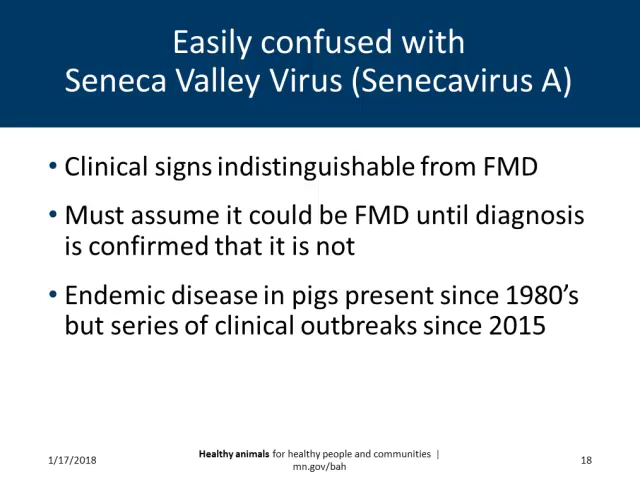 Easily confused with
Seneca Valley Virus (Senecavirus A)
• Clinical signs indistinguishable from FMD
• Must assume it could be FMD until diagnosis
is confirmed that it is not
• Endemic disease in pigs present since 1980’s
but series of clinical outbreaks since 2015
1/17/2018
Healthy animals for healthy people and communities |
mn.gov/bah
18